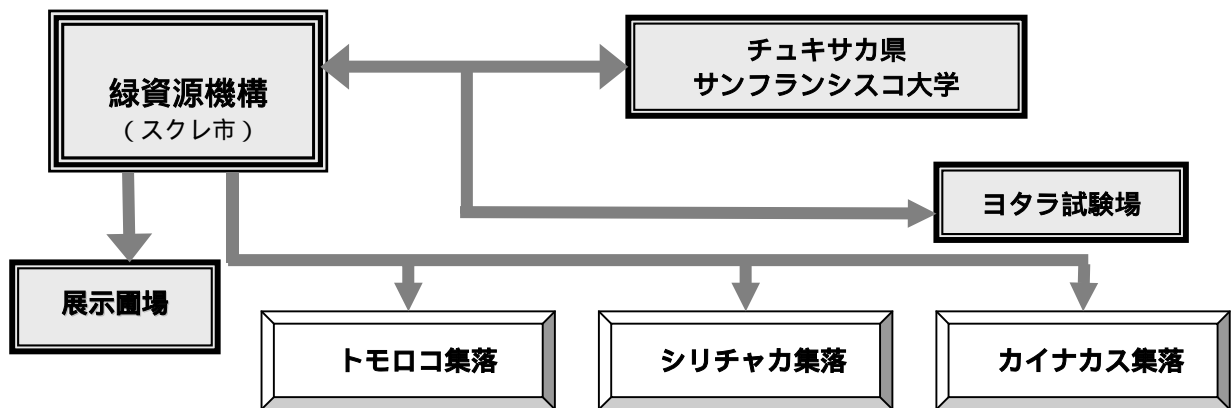 緑資源機構
（スクレ市）
チュキサカ県
サンフランシスコ大学
ヨタラ試験場
展示圃場
トモロコ集落
シリチャカ集落
カイナカス集落